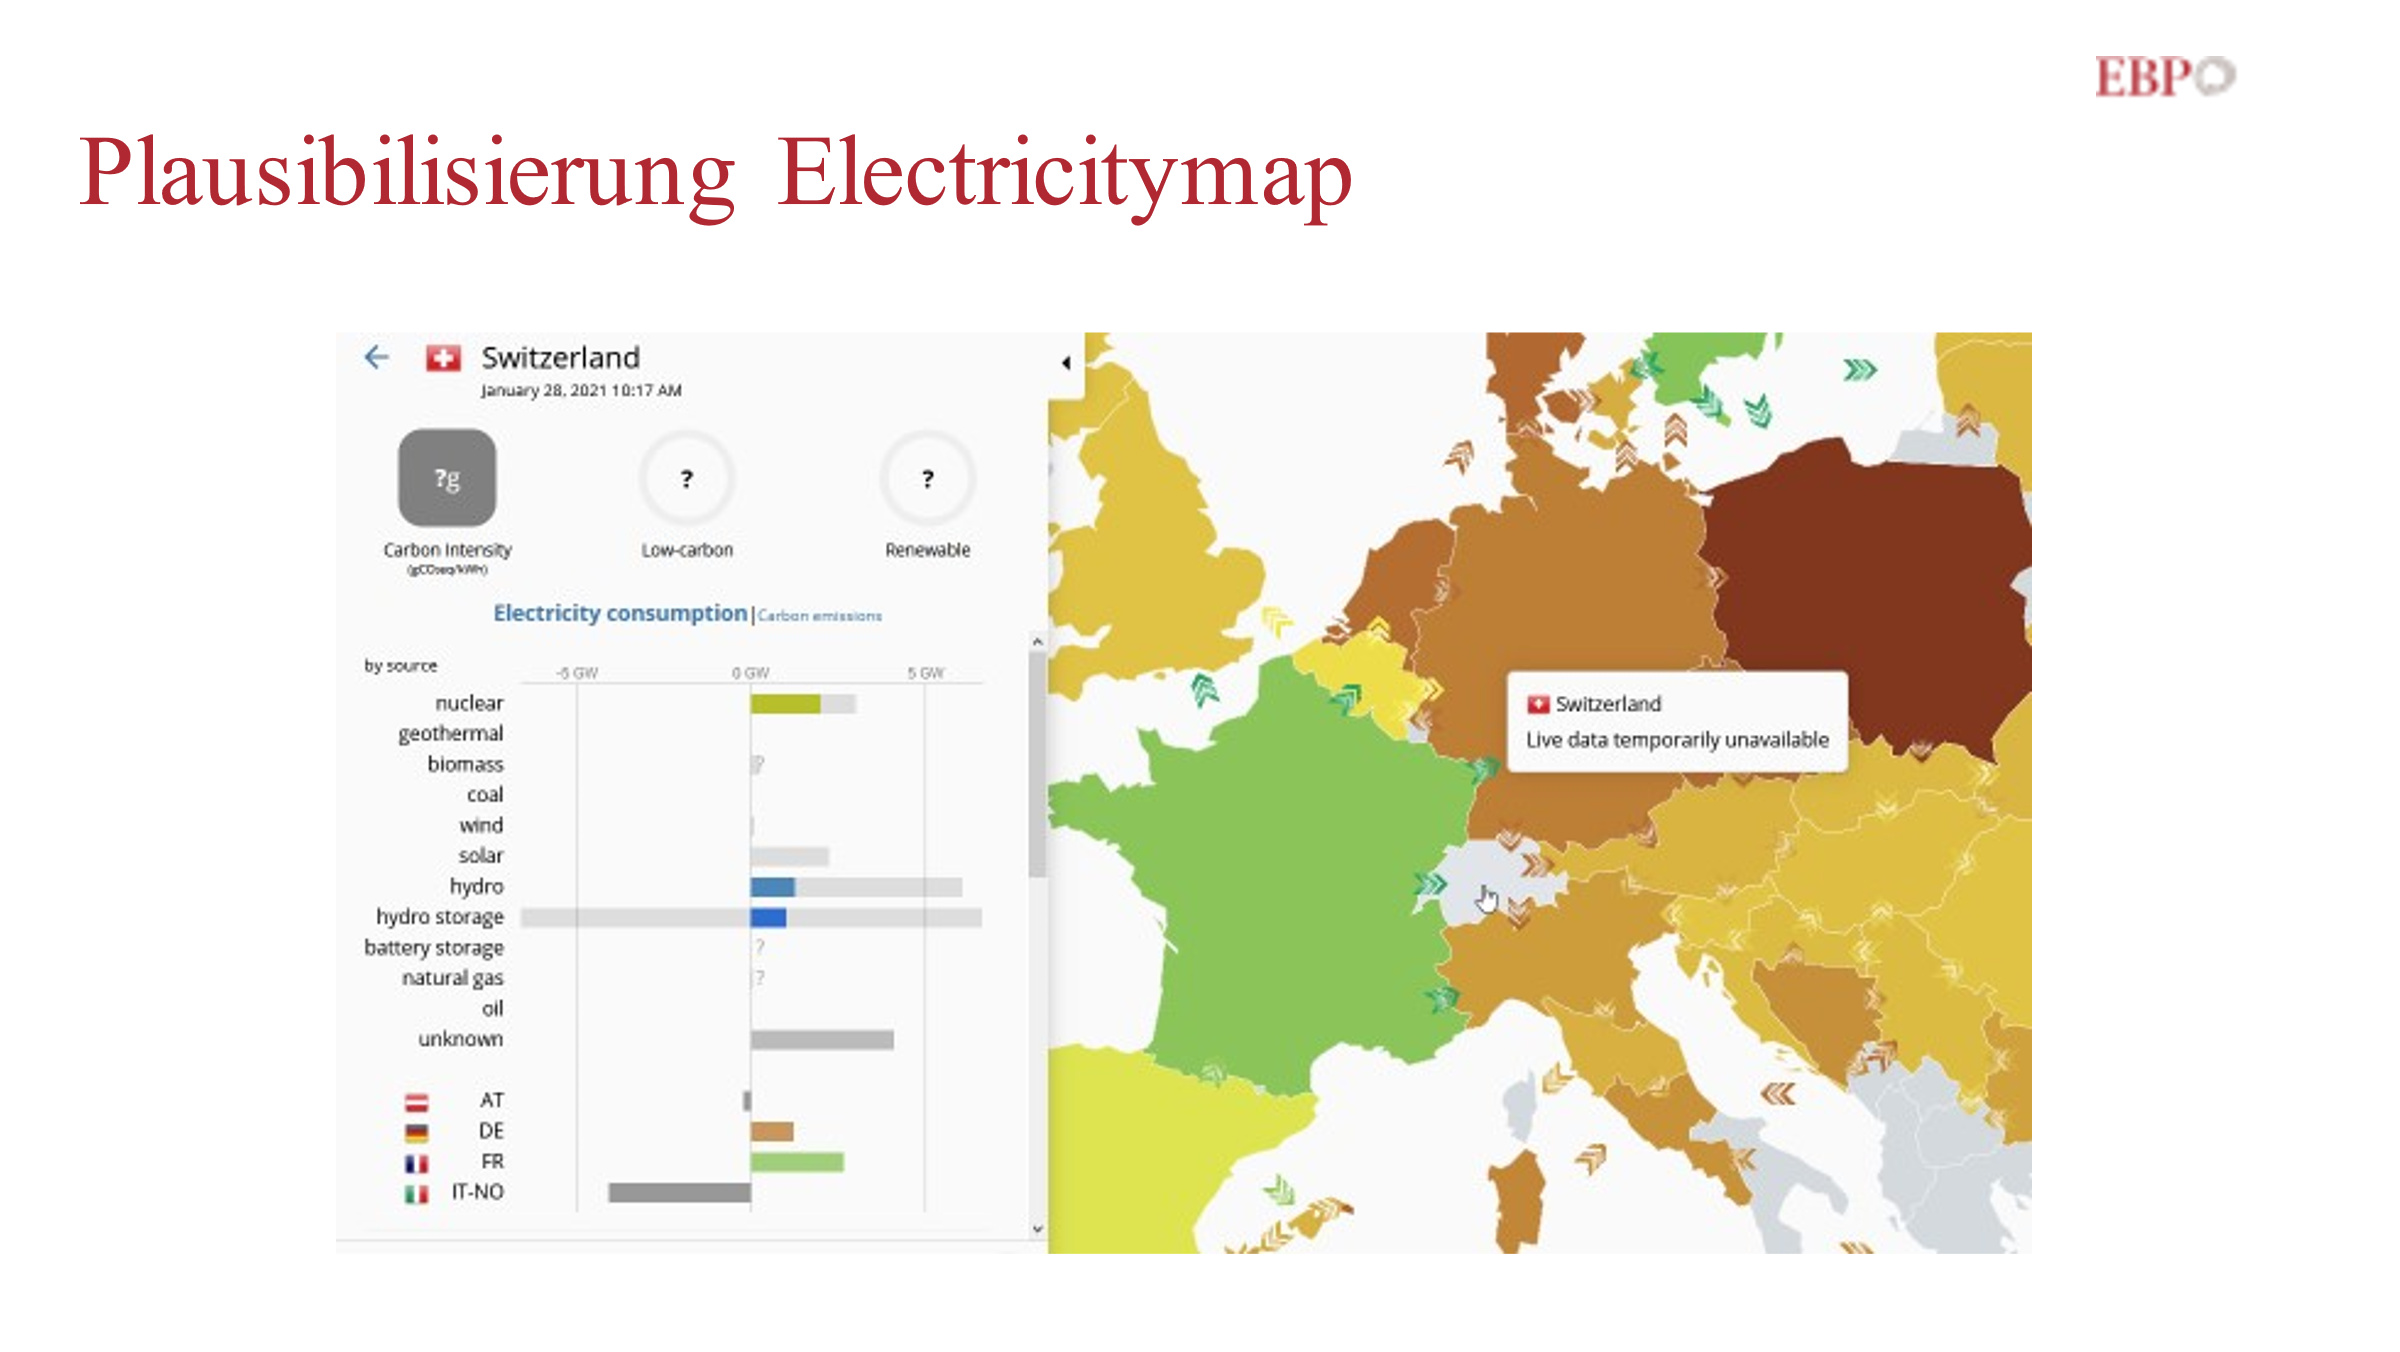 EBP
Plausibilisierung Electricitymap
Switzerland
January 28, 2021 10:17 AM
?g
?
?
Carbon Intensity
(gCO₂eq/kWh)
Low-carbon
Renewable
Electricity consumption|Carbon emissions
by source
-5 GW 0 GW 5 GW
nuclear
geothermal
biomass ?
coal
wind
solar
hydro
hydro storage
battery storage ?
natural gas ?
oil
unknown
AT
DE
FR
IT-NO
Switzerland
Live data temporarily unavailable